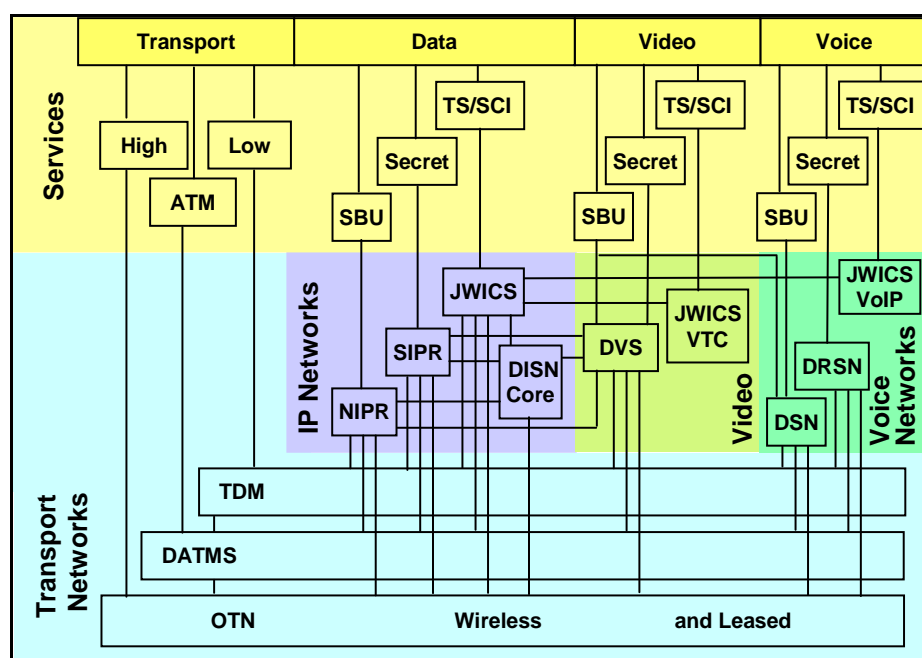 Transport
Data
Video
Voice
Services
TS/SCI
TS/SCI
TS/SCI
High
Low
Secret
Secret
Secret
ATM
SBU
SBU
SBU
IP Networks
JWICS
JWICS
VTC
JWICS
VoIP
SIPR
DISN
Core
DVS
DRSN
NIPR
DSN
Video
Voice
Networks
Transport
Networks
TDM
DATMS
OTN
Wireless
and Leased